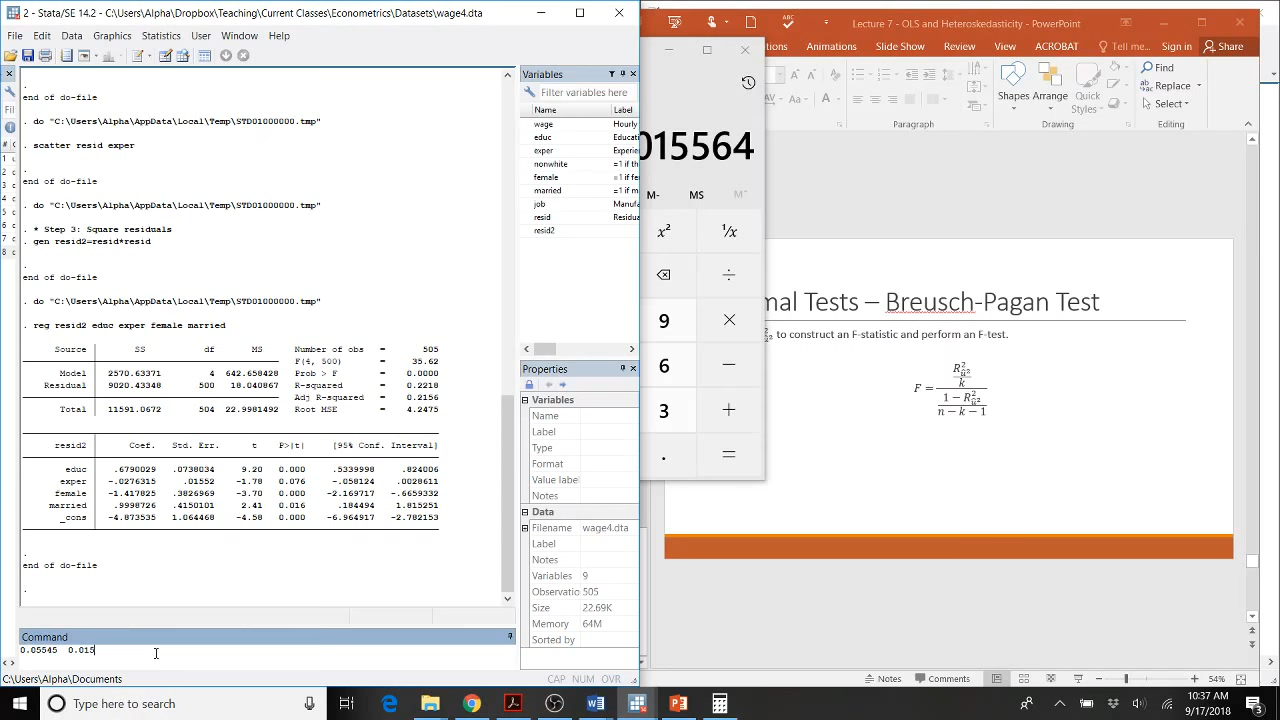 2 - Stata/SE 14.2 - C:\Users\Alpha\Dropbox\Teaching\Current Classes\Econometrics\Datasets\wage4.dta
File Edit Data Graphics Statistics User Window Help
.
end of do-file
. do "C:\Users\Alpha\AppData\Local\Temp\STD01000000.tmp"
. scatter resid exper
.
end of do-file
. do "C:\Users\Alpha\AppData\Local\Temp\STD01000000.tmp"
. * Step 3: Square residuals
. gen resid2=resid*resid
.
end of do-file
. do "C:\Users\Alpha\AppData\Local\Temp\STD01000000.tmp"
. reg resid2 educ exper female married
Source SS df MS Number of obs = 505
F(4, 500) = 35.62
Model 2570.63371 4 642.658428 Prob > F = 0.0000
Residual 9020.43348 500 18.040867 R-squared = 0.2218
Adj R-squared = 0.2156
Total 11591.0672 504 22.9981492 Root MSE = 4.2475
resid2 Coef. Std. Err. t P>|t| [95% Conf. Interval]
educ .6790029 .0738034 9.20 0.000 .5339998 .824006
exper -.0276315 .01552 -1.78 0.076 -.058124 .0028611
female -1.417825 .3826969 -3.70 0.000 -2.169717 -.6659332
married .9998726 .4150101 2.41 0.016 .184494 1.815251
_cons -4.873535 1.064468 -4.58 0.000 -6.964917 -2.782153
.
end of do-file
.
Command
0.05545 0.015
C:\Users\Alpha\Documents
CAP NUM OVR
Variables
Filter variables here
Name Label
wage Hourly
educ Educati
exper Experie
nonwhite =1 if th
female =1 if fe
married =1 if m
job Manufa
resid Residua
resid2
Properties
Variables
Name
Label
Type
Format
Value label
Notes
Data
Filename wage4.dta
Label
Notes
Variables 9
Observatio 505
Size 22.69K
Memory 64M
Sorted by
015564
M- MS M˅
x² ¹/x
÷
9 ×
6 −
3 +
. =
Lecture 7 - OLS and Heteroskedasticity - PowerPoint
Animations Slide Show Review View ACROBAT Tell me... Sign in Share
Shapes Arrange Quick Styles
Find
Replace
Select
Paragraph Drawing Editing
mal Tests – Breusch-Pagan Test
to construct an F-statistic and perform an F-test.
F = (R²û² / k) / ((1 − R²û²) / (n − k − 1))
Notes Comments 54%
Type here to search
10:37 AM
9/17/2018
3